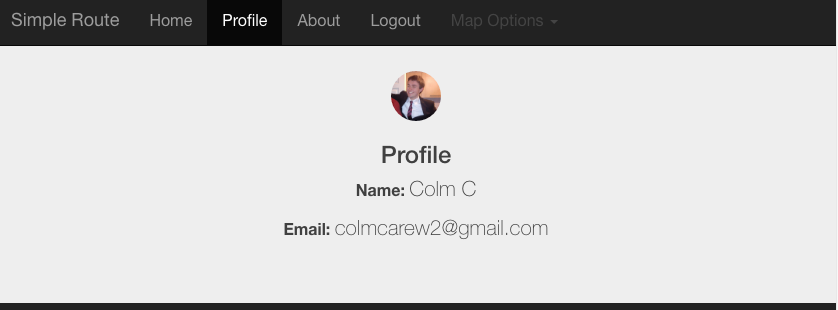 Simple Route Home Profile About Logout Map Options
Profile
Name: Colm C
Email: colmcarew2@gmail.com